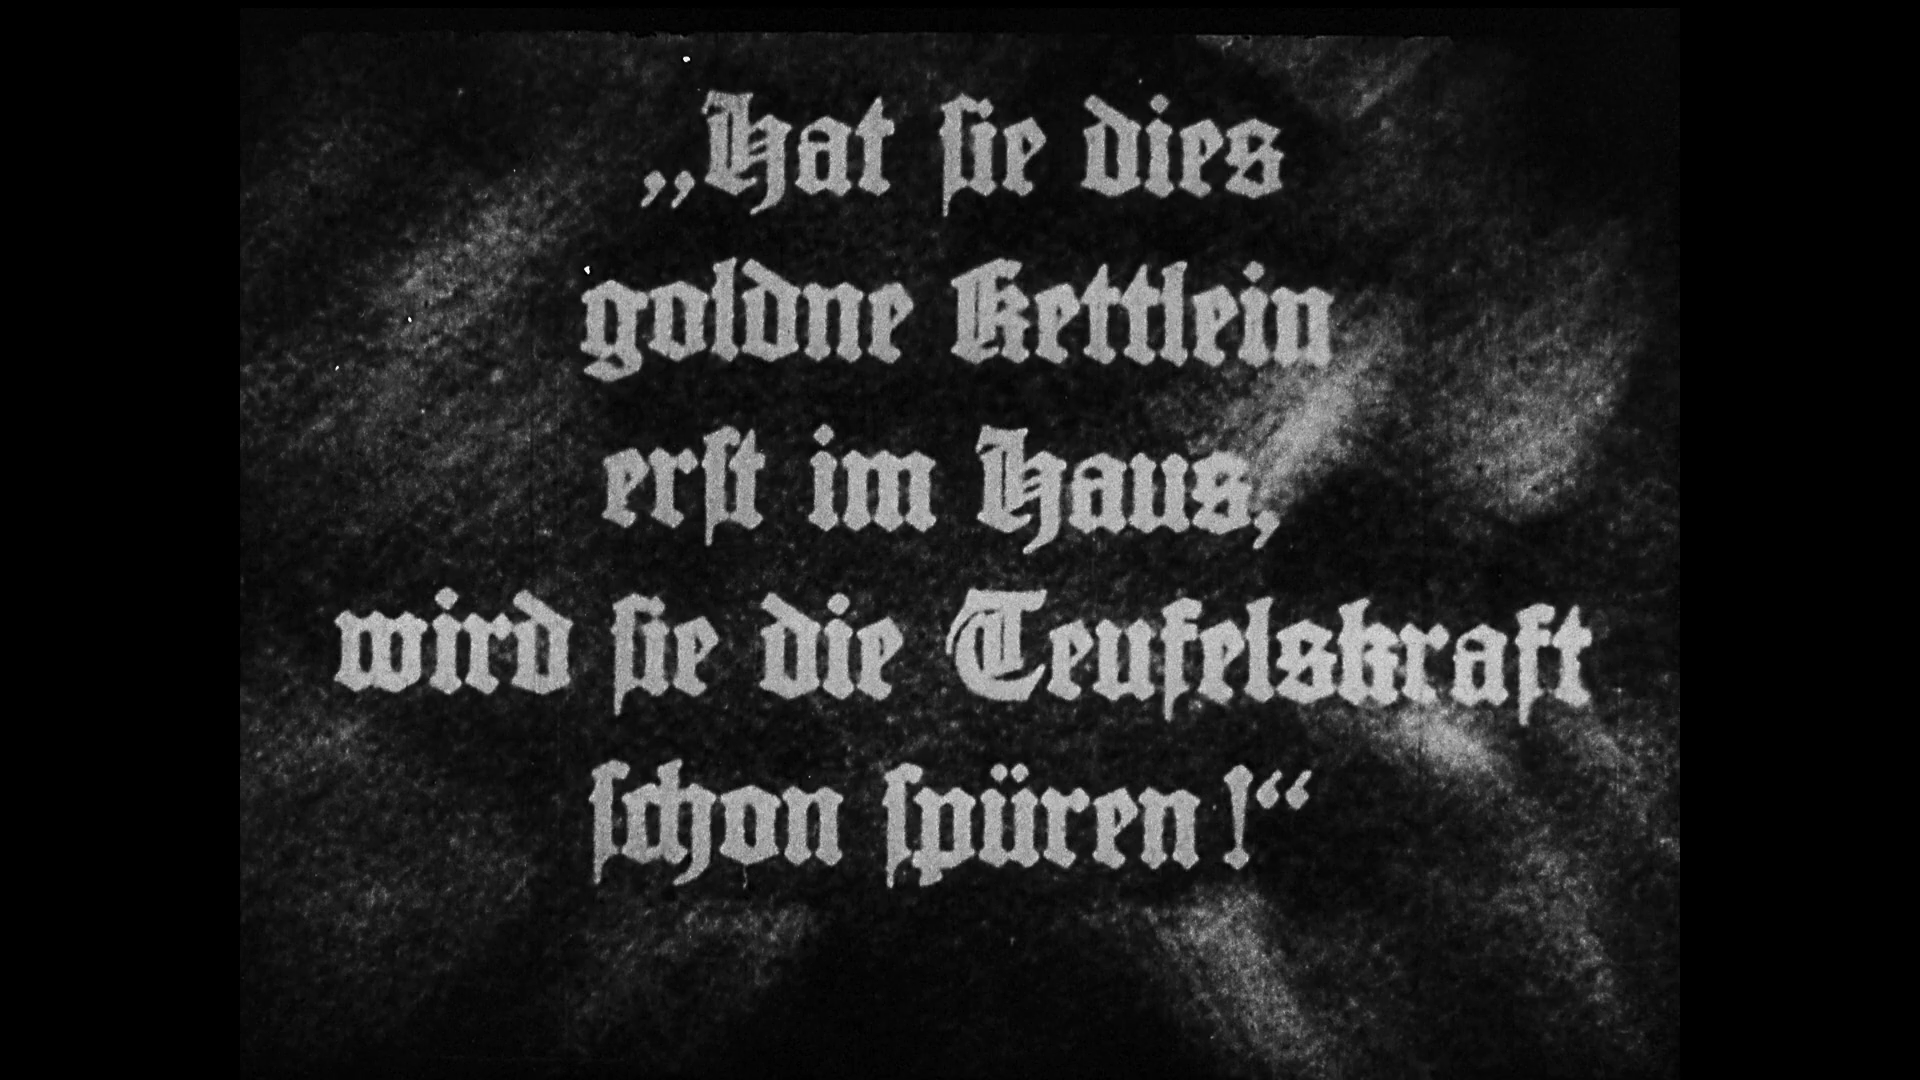 „Hat sie dies
goldne Kettlein
erst im Haus,
wird sie die Teufelskraft
schon spüren!“